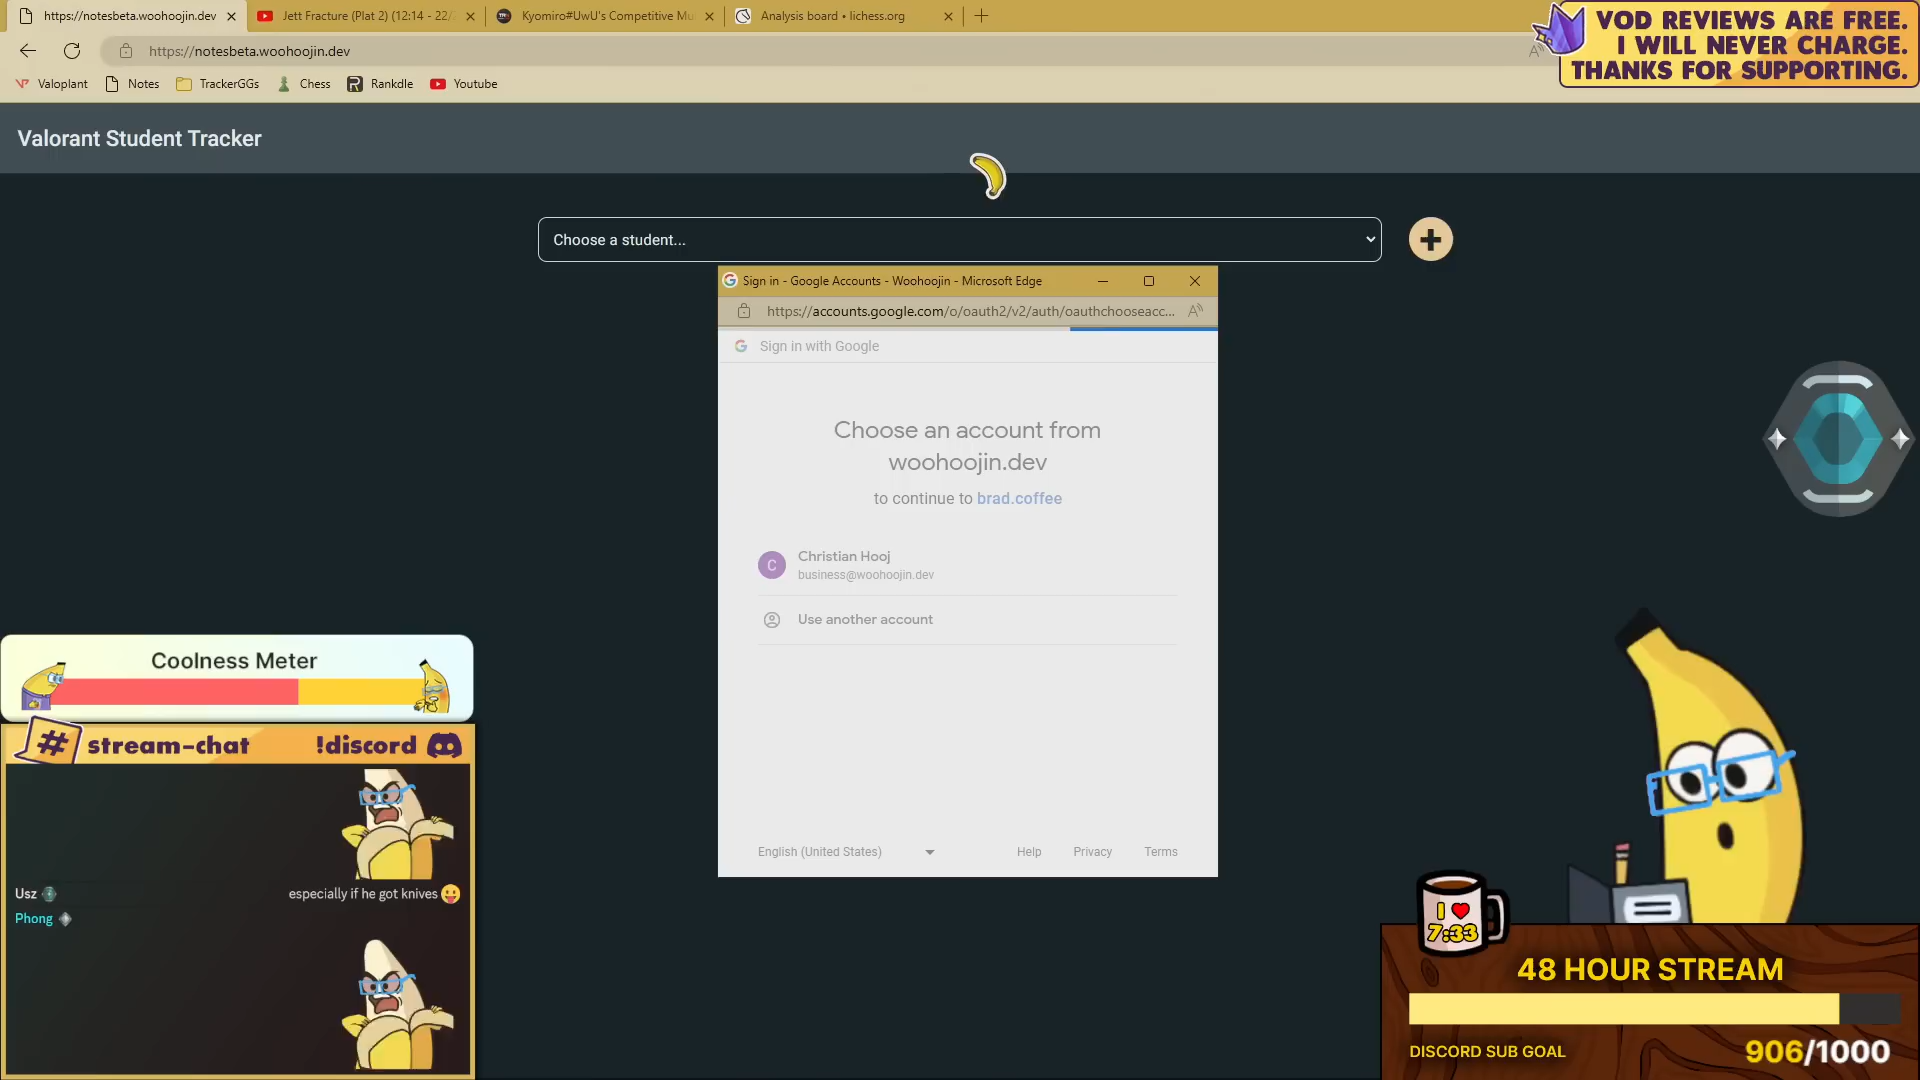 https://notesbeta.woohoojin.dev
Jett Fracture (Plat 2) (12:14 - 22/
Kyomiro#UwU's Competitive Mu
Analysis board • lichess.org
https://notesbeta.woohoojin.dev
Valoplant
Notes
TrackerGGs
Chess
Rankdle
Youtube
VOD REVIEWS ARE FREE.
I WILL NEVER CHARGE.
THANKS FOR SUPPORTING.
Valorant Student Tracker
Choose a student...
Sign in - Google Accounts - Woohoojin - Microsoft Edge
https://accounts.google.com/o/oauth2/v2/auth/oauthchooseacc...
Sign in with Google
Choose an account from
woohoojin.dev
to continue to brad.coffee
C
Christian Hooj
business@woohoojin.dev
Use another account
English (United States)
Help
Privacy
Terms
Coolness Meter
# stream-chat
!discord
Usz
especially if he got knives 😛
Phong
I ❤
7:33
48 HOUR STREAM
DISCORD SUB GOAL
906/1000